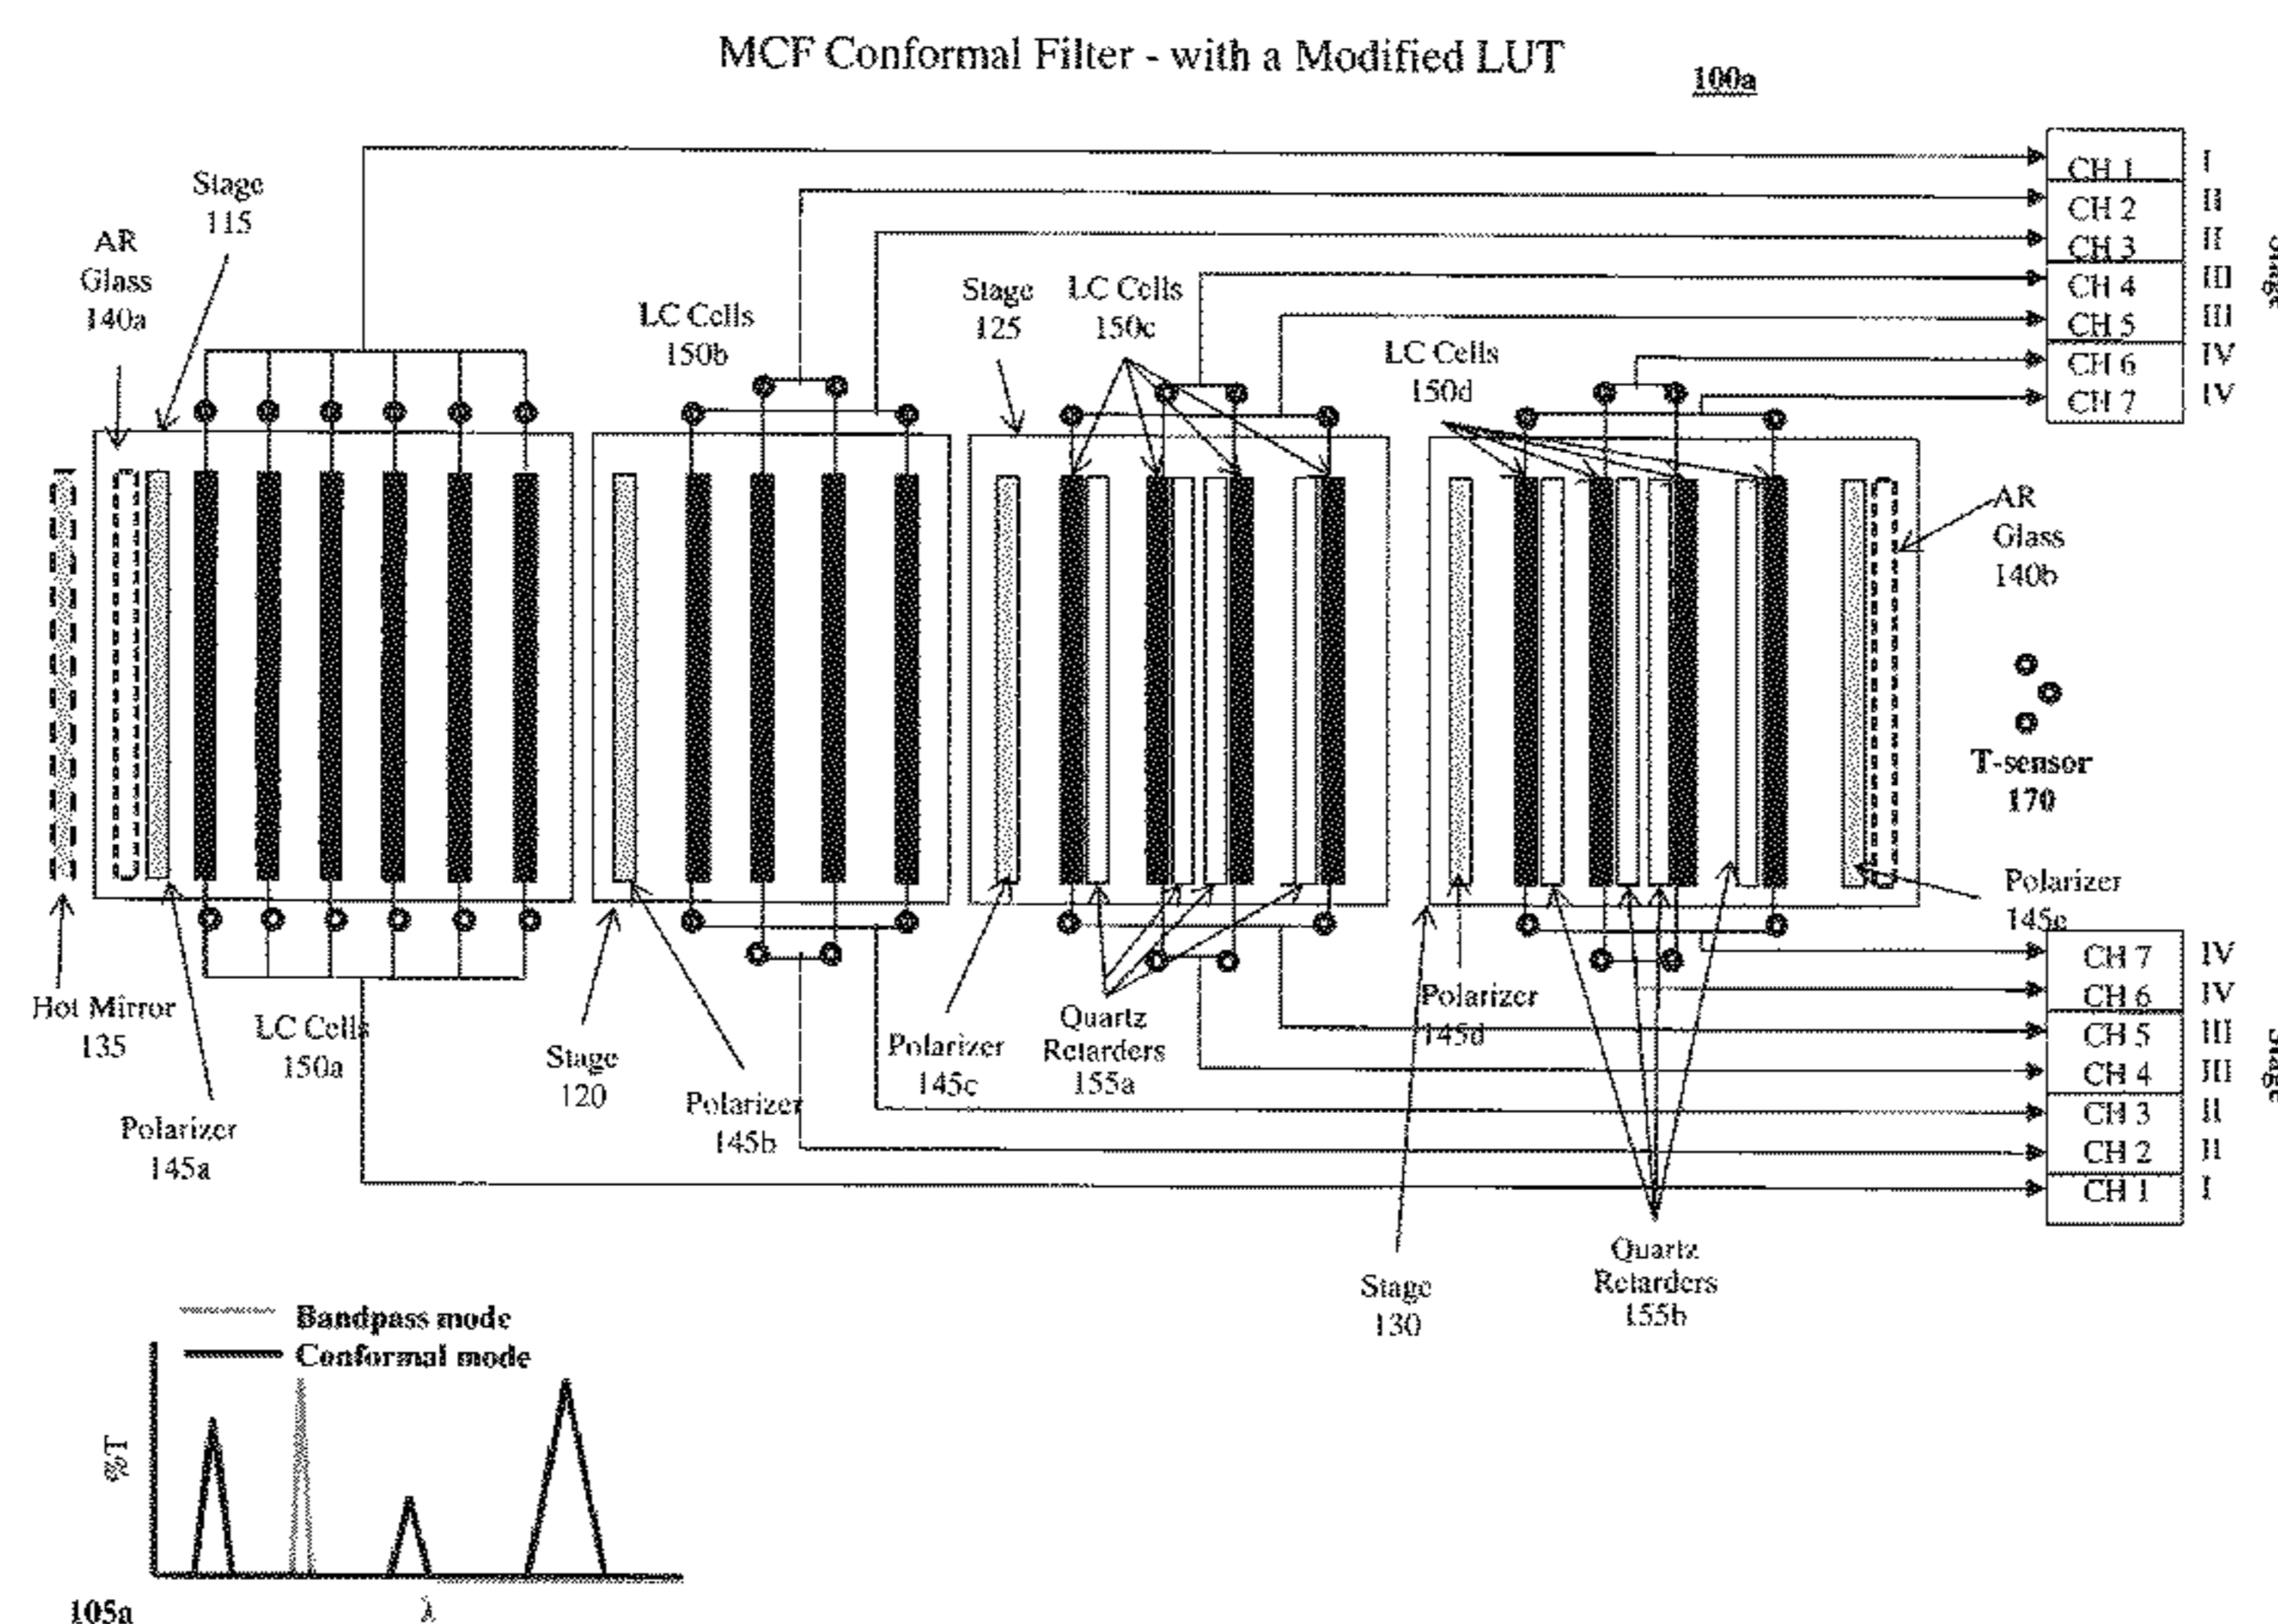 MCF Conformal Filter - with a Modified LUT
100a
Stage
115
AR
Glass
140a
LC Cells
150b
Stage
125
LC Cells
150c
LC Cells
150d
CH 1 I
CH 2 II
CH 3 II
CH 4 III
CH 5 III
CH 6 IV
CH 7 IV
Stage
AR
Glass
140b
T-sensor
170
Polarizer
145e
Hot Mirror
135
LC Cells
150a
Polarizer
145a
Stage
120
Polarizer
145b
Polarizer
145c
Quartz
Retarders
155a
Polarizer
145d
Stage
130
Quartz
Retarders
155b
CH 7 IV
CH 6 IV
CH 5 III
CH 4 III
CH 3 II
CH 2 II
CH 1 I
Stage
Bandpass mode
Conformal mode
%T
λ
105a